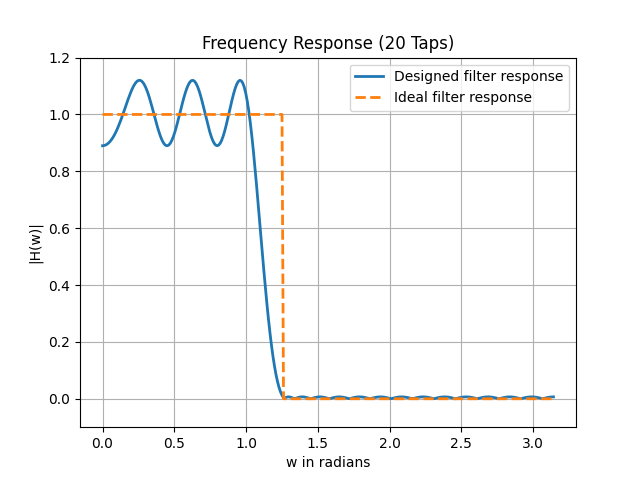 Frequency Response (20 Taps)
Designed filter response
Ideal filter response
|H(w)|
1.2
1.0
0.8
0.6
0.4
0.2
0.0
0.0 0.5 1.0 1.5 2.0 2.5 3.0
w in radians